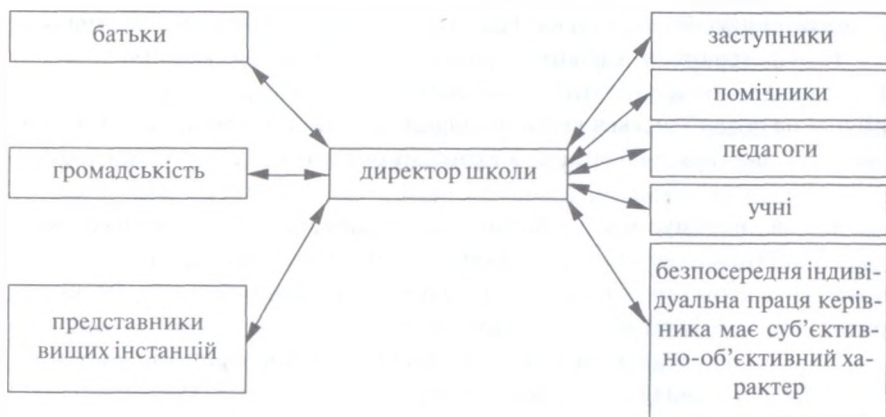 батьки
громадськість
представники
вищих інстанцій
директор школи
заступники
помічники
педагоги
учні
безпосередня індиві-
дуальна праця керів-
ника має суб’єктив-
но-об’єктивний ха-
рактер